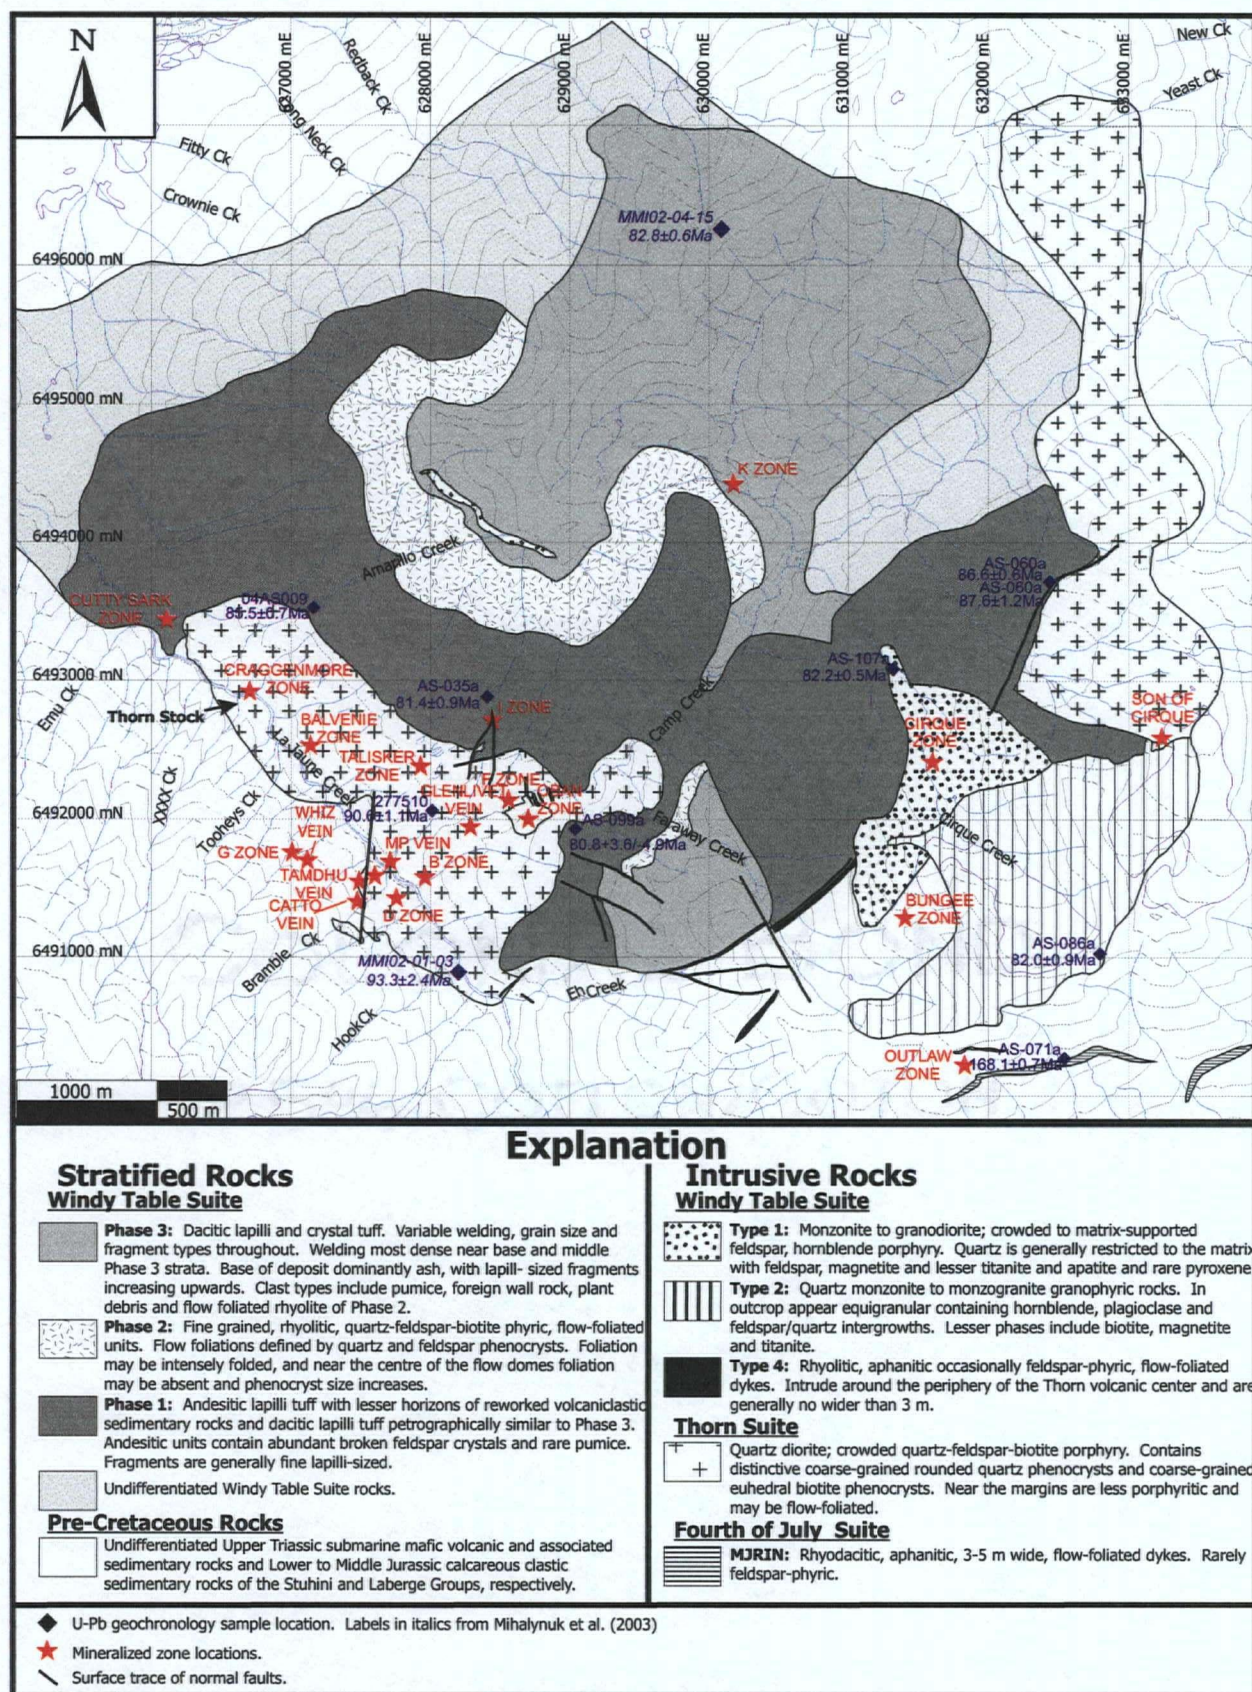 N
627000 mE
628000 mE
629000 mE
630000 mE
631000 mE
632000 mE
633000 mE
New Ck
Yeast Ck
Redback Ck
Long Neck Ck
Fitty Ck
Crownie Ck
MMI02-04-15
82.8±0.6Ma
6496000 mN
6495000 mN
K ZONE
6494000 mN
Amarillo Creek
AS-060a
86.6±0.6Ma
AS-060a
87.6±1.2Ma
CUTTY SARK
ZONE
04AS009
85.5±0.7Ma
6493000 mN
CRAGGENMORE
ZONE
AS-107a
82.2±0.5Ma
AS-035a
81.4±0.9Ma
Camp Creek
Emu Ck
Thorn Stock
I ZONE
SON OF
CIRQUE
BALVENIE
ZONE
CIRQUE
ZONE
La Jaune Creek
TALISKER
ZONE
F ZONE
GLENLIVET
VEIN
OBAN
ZONE
XXXX Ck
277510
90.6±1.1Ma
6492000 mN
Tooheys Ck
WHIZ
VEIN
AS-099a
80.8+3.6/-4.9Ma
Faraway Creek
Cirque Creek
G ZONE
MP VEIN
B ZONE
TAMDHU
VEIN
CATTO
VEIN
D ZONE
BUNGEE
ZONE
6491000 mN
Bramble Ck
MMI02-01-03
93.3±2.4Ma
AS-086a
82.0±0.9Ma
Eh Creek
Hook Ck
OUTLAW
ZONE
AS-071a
168.1±0.7Ma
1000 m
500 m
Explanation
Stratified Rocks
Windy Table Suite
Phase 3: Dacitic lapilli and crystal tuff. Variable welding, grain size and
fragment types throughout. Welding most dense near base and middle
Phase 3 strata. Base of deposit dominantly ash, with lapill- sized fragments
increasing upwards. Clast types include pumice, foreign wall rock, plant
debris and flow foliated rhyolite of Phase 2.
Phase 2: Fine grained, rhyolitic, quartz-feldspar-biotite phyric, flow-foliated
units. Flow foliations defined by quartz and feldspar phenocrysts. Foliation
may be intensely folded, and near the centre of the flow domes foliation
may be absent and phenocryst size increases.
Phase 1: Andesitic lapilli tuff with lesser horizons of reworked volcaniclastic
sedimentary rocks and dacitic lapilli tuff petrographically similar to Phase 3.
Andesitic units contain abundant broken feldspar crystals and rare pumice.
Fragments are generally fine lapilli-sized.
Undifferentiated Windy Table Suite rocks.
Pre-Cretaceous Rocks
Undifferentiated Upper Triassic submarine mafic volcanic and associated
sedimentary rocks and Lower to Middle Jurassic calcareous clastic
sedimentary rocks of the Stuhini and Laberge Groups, respectively.
Intrusive Rocks
Windy Table Suite
Type 1: Monzonite to granodiorite; crowded to matrix-supported
feldspar, hornblende porphyry. Quartz is generally restricted to the matrix
with feldspar, magnetite and lesser titanite and apatite and rare pyroxene
Type 2: Quartz monzonite to monzogranite granophyric rocks. In
outcrop appear equigranular containing hornblende, plagioclase and
feldspar/quartz intergrowths. Lesser phases include biotite, magnetite
and titanite.
Type 4: Rhyolitic, aphanitic occasionally feldspar-phyric, flow-foliated
dykes. Intrude around the periphery of the Thorn volcanic center and are
generally no wider than 3 m.
Thorn Suite
Quartz diorite; crowded quartz-feldspar-biotite porphyry. Contains
distinctive coarse-grained rounded quartz phenocrysts and coarse-grained
euhedral biotite phenocrysts. Near the margins are less porphyritic and
may be flow-foliated.
Fourth of July Suite
MJRIN: Rhyodacitic, aphanitic, 3-5 m wide, flow-foliated dykes. Rarely
feldspar-phyric.
U-Pb geochronology sample location. Labels in italics from Mihalynuk et al. (2003)
Mineralized zone locations.
Surface trace of normal faults.